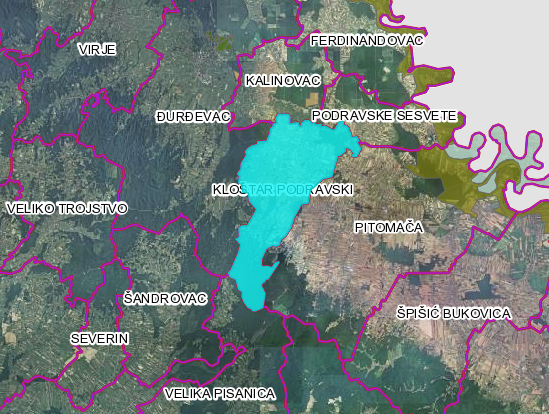 FERDINANDOVAC
VIRJE
KALINOVAC
ĐURĐEVAC
PODRAVSKE SESVETE
KLOŠTAR PODRAVSKI
VELIKO TROJSTVO
PITOMAČA
ŠANDROVAC
ŠPIŠIĆ BUKOVICA
SEVERIN
VELIKA PISANICA